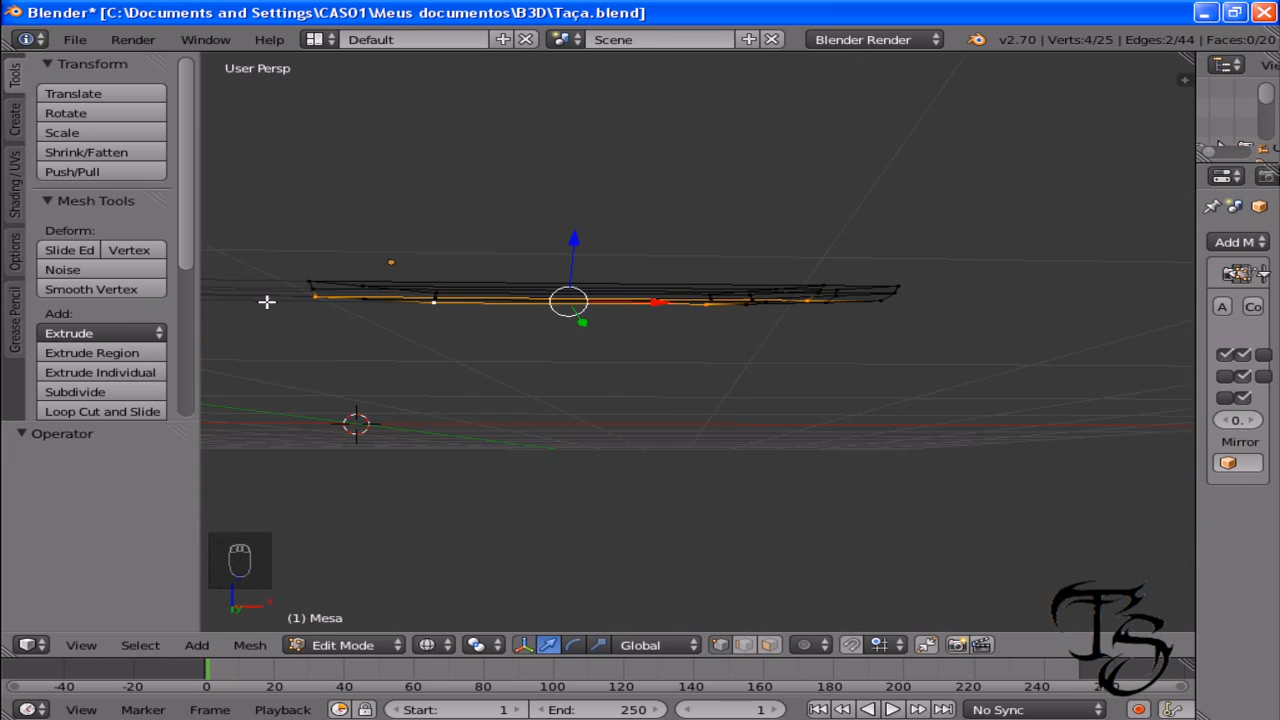 Blender* [C:\Documents and Settings\CAS01\Meus documentos\B3D\Taça.blend]
File Render Window Help Default Scene Blender Render v2.70 | Verts:4/25 | Edges:2/44 | Faces:0/20
Tools
Create
Shading / UVs
Options
Grease Pencil
Transform
Translate
Rotate
Scale
Shrink/Fatten
Push/Pull
Mesh Tools
Deform:
Slide Ed Vertex
Noise
Smooth Vertex
Add:
Extrude
Extrude Region
Extrude Individual
Subdivide
Loop Cut and Slide
Operator
User Persp
(1) Mesa
Vi
Add M
A Co
0.
Mirror
TS
View Select Add Mesh Edit Mode Global
-40 -20 0 20 40 60 80 100 120 140 160 180 200 220 240
View Marker Frame Playback Start: 1 End: 250 1 No Sync